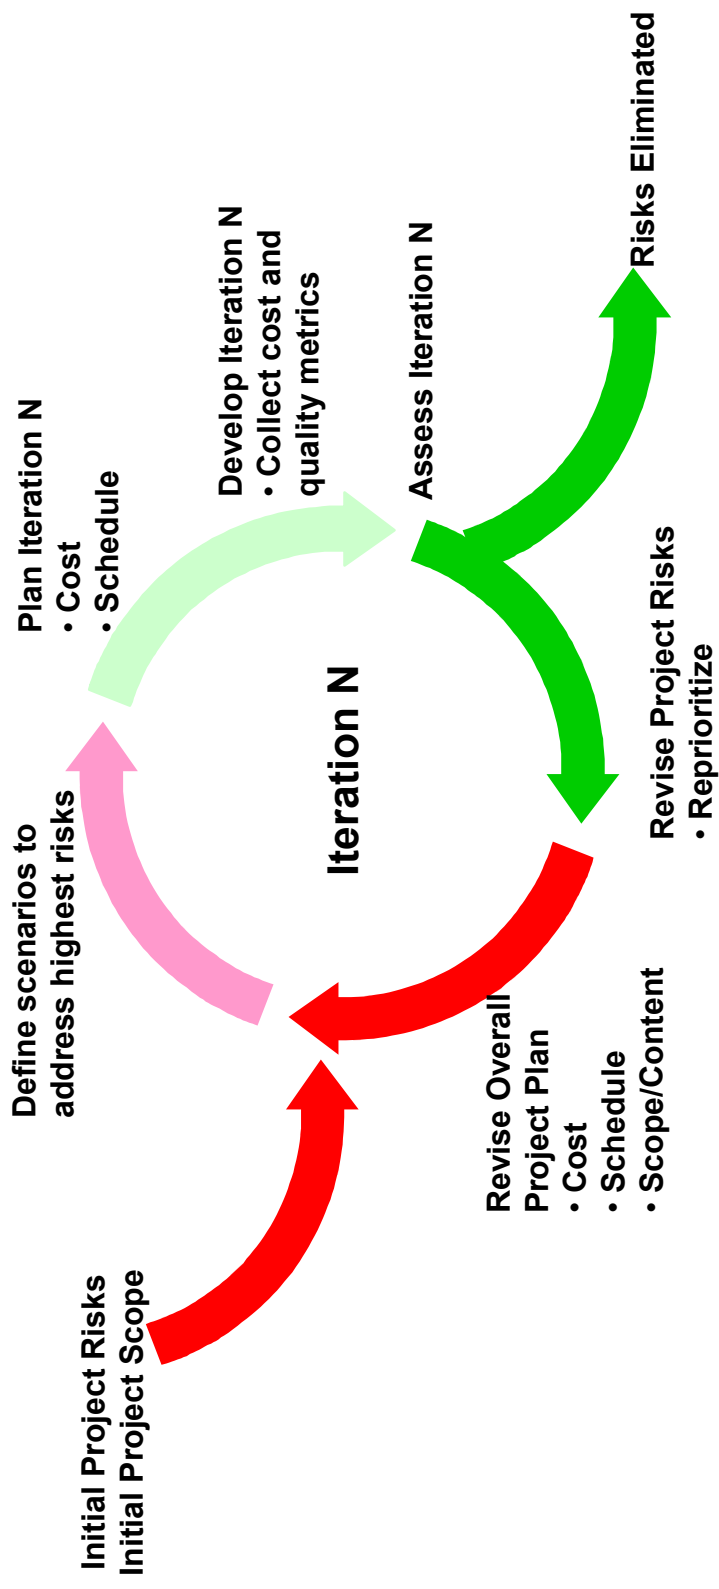 Initial Project Risks
Initial Project Scope
Define scenarios to
address highest risks
Plan Iteration N
• Cost
• Schedule
Develop Iteration N
• Collect cost and
quality metrics
Iteration N
Assess Iteration N
Revise Overall
Project Plan
• Cost
• Schedule
• Scope/Content
Revise Project Risks
• Reprioritize
Risks Eliminated